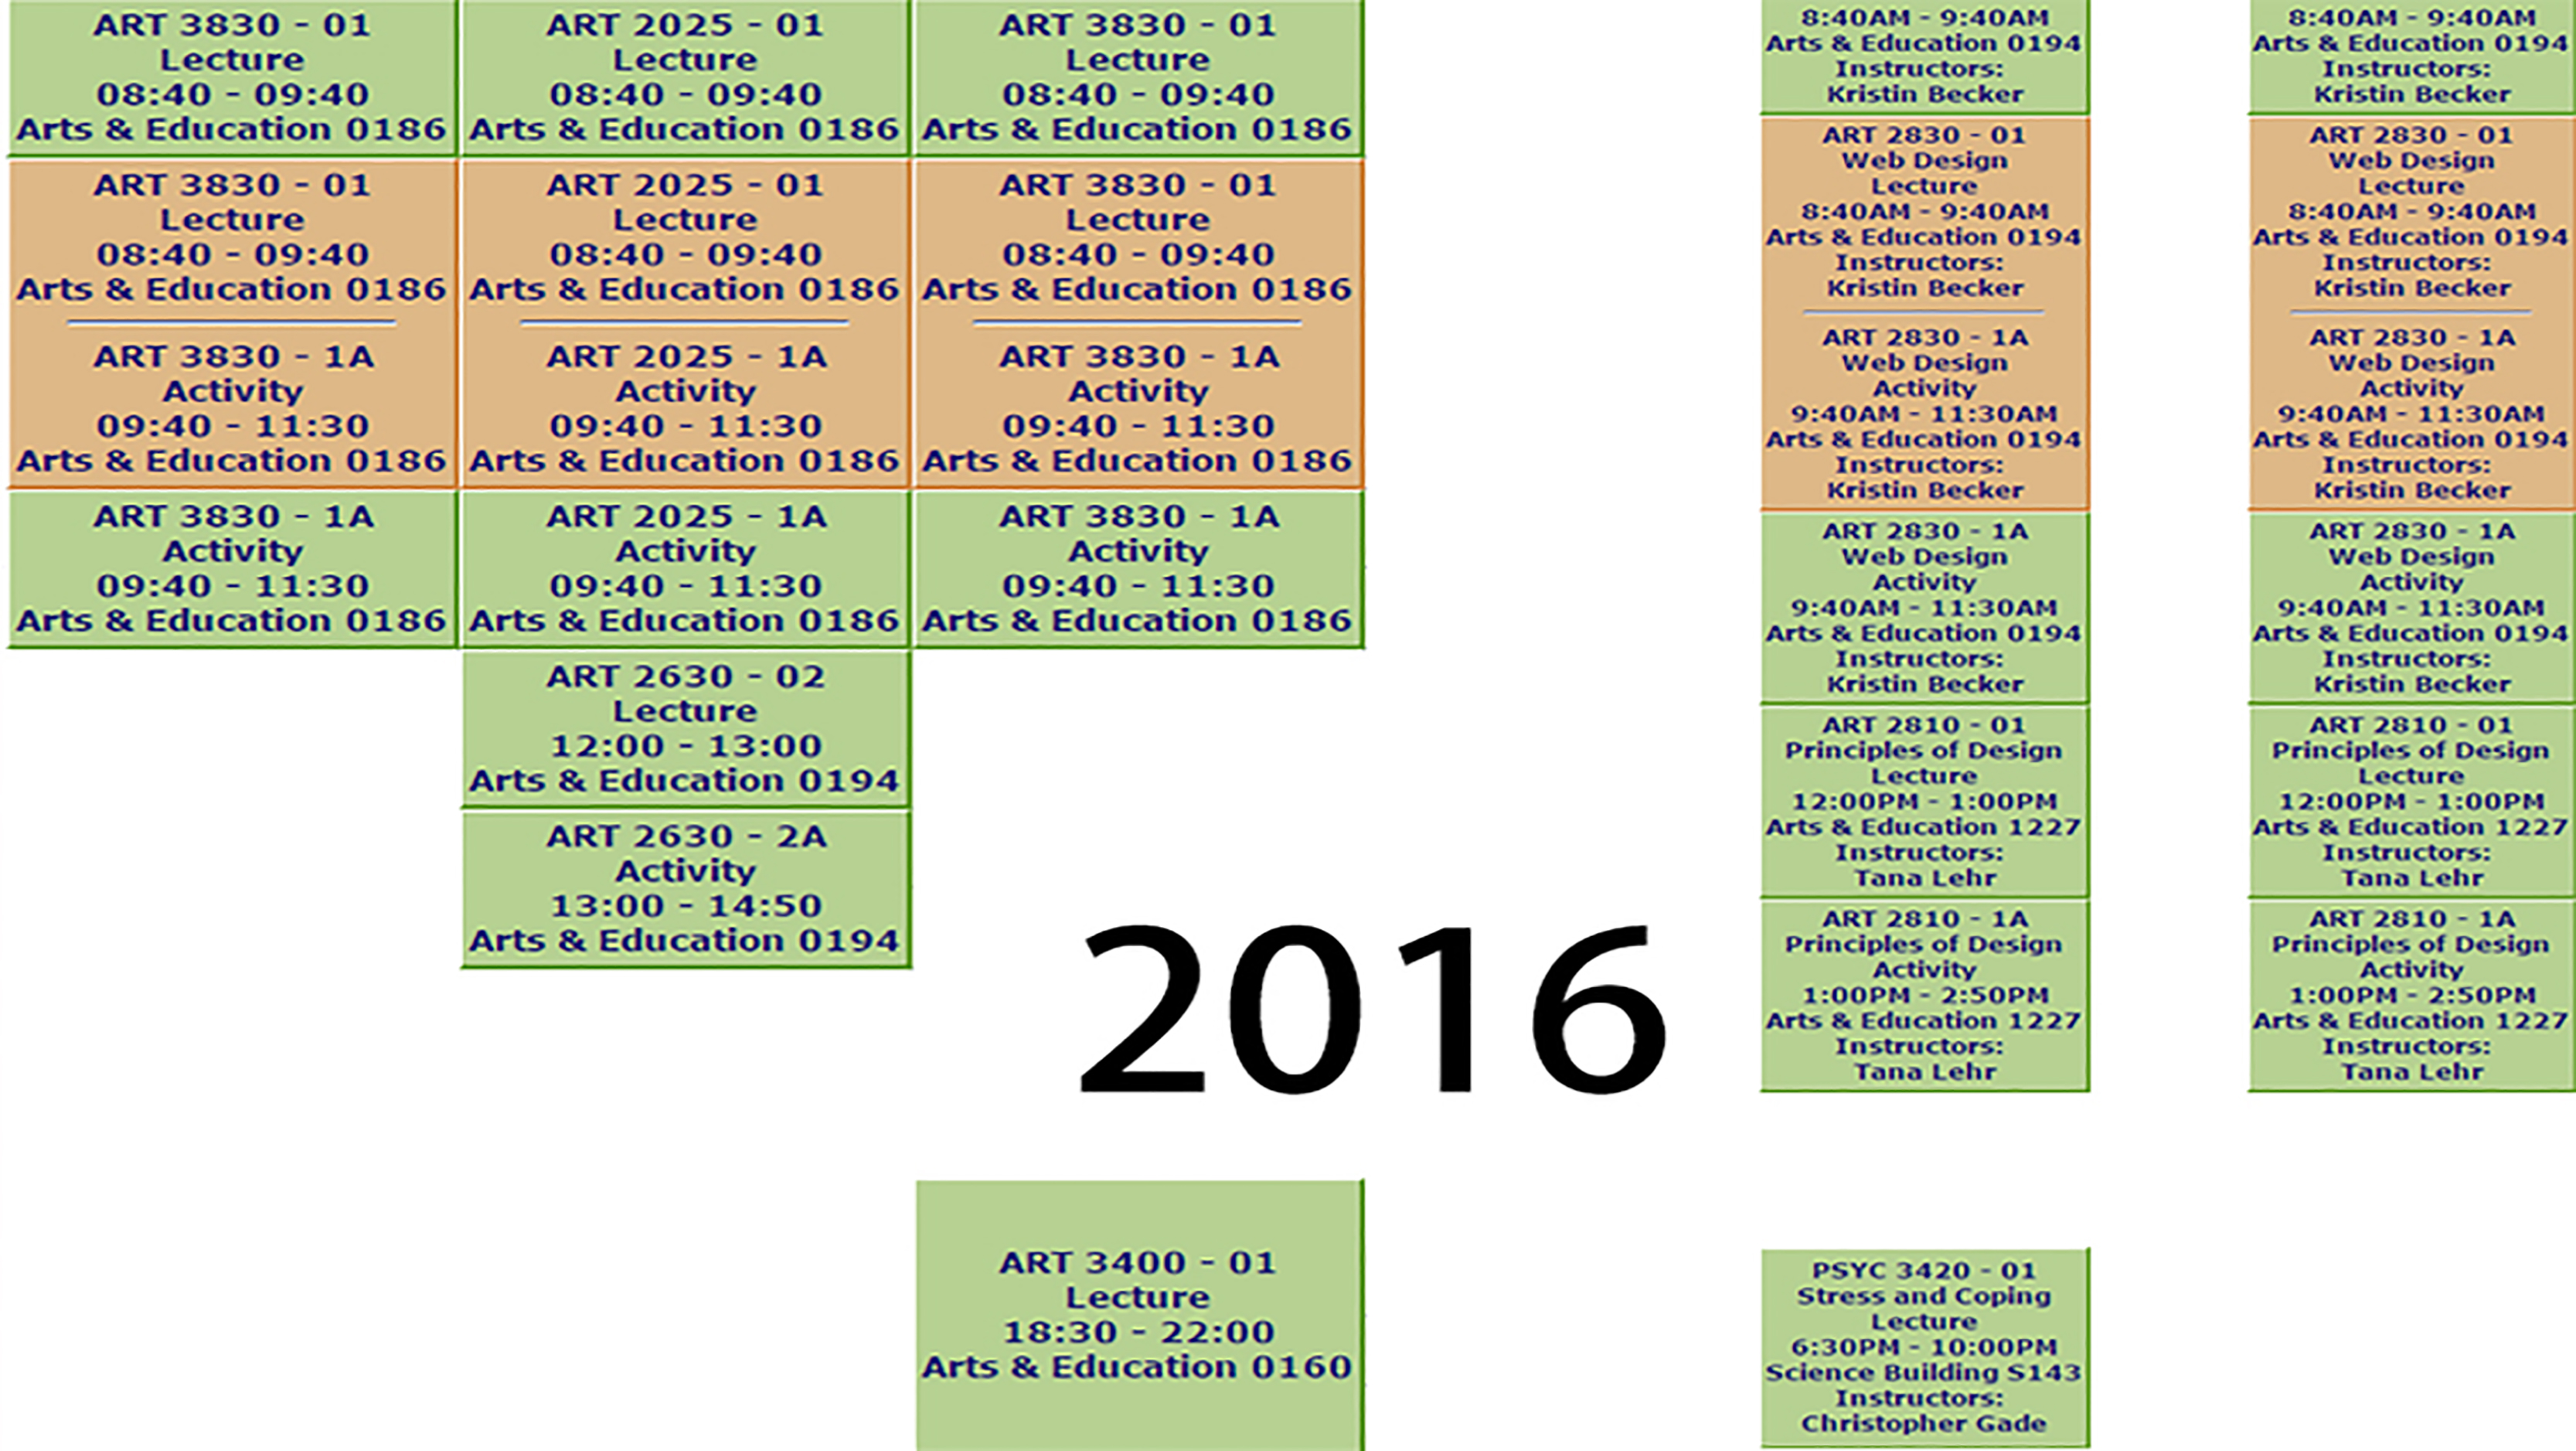 ART 3830 - 01
Lecture
08:40 - 09:40
Arts & Education 0186
ART 3830 - 01
Lecture
08:40 - 09:40
Arts & Education 0186
ART 3830 - 1A
Activity
09:40 - 11:30
Arts & Education 0186
ART 3830 - 1A
Activity
09:40 - 11:30
Arts & Education 0186
ART 2025 - 01
Lecture
08:40 - 09:40
Arts & Education 0186
ART 2025 - 01
Lecture
08:40 - 09:40
Arts & Education 0186
ART 2025 - 1A
Activity
09:40 - 11:30
Arts & Education 0186
ART 2025 - 1A
Activity
09:40 - 11:30
Arts & Education 0186
ART 2630 - 02
Lecture
12:00 - 13:00
Arts & Education 0194
ART 2630 - 2A
Activity
13:00 - 14:50
Arts & Education 0194
ART 3830 - 01
Lecture
08:40 - 09:40
Arts & Education 0186
ART 3830 - 01
Lecture
08:40 - 09:40
Arts & Education 0186
ART 3830 - 1A
Activity
09:40 - 11:30
Arts & Education 0186
ART 3830 - 1A
Activity
09:40 - 11:30
Arts & Education 0186
2016
ART 3400 - 01
Lecture
18:30 - 22:00
Arts & Education 0160
8:40AM - 9:40AM
Arts & Education 0194
Instructors:
Kristin Becker
ART 2830 - 01
Web Design
Lecture
8:40AM - 9:40AM
Arts & Education 0194
Instructors:
Kristin Becker
ART 2830 - 1A
Web Design
Activity
9:40AM - 11:30AM
Arts & Education 0194
Instructors:
Kristin Becker
ART 2830 - 1A
Web Design
Activity
9:40AM - 11:30AM
Arts & Education 0194
Instructors:
Kristin Becker
ART 2810 - 01
Principles of Design
Lecture
12:00PM - 1:00PM
Arts & Education 1227
Instructors:
Tana Lehr
ART 2810 - 1A
Principles of Design
Activity
1:00PM - 2:50PM
Arts & Education 1227
Instructors:
Tana Lehr
PSYC 3420 - 01
Stress and Coping
Lecture
6:30PM - 10:00PM
Science Building S143
Instructors:
Christopher Gade
8:40AM - 9:40AM
Arts & Education 0194
Instructors:
Kristin Becker
ART 2830 - 01
Web Design
Lecture
8:40AM - 9:40AM
Arts & Education 0194
Instructors:
Kristin Becker
ART 2830 - 1A
Web Design
Activity
9:40AM - 11:30AM
Arts & Education 0194
Instructors:
Kristin Becker
ART 2830 - 1A
Web Design
Activity
9:40AM - 11:30AM
Arts & Education 0194
Instructors:
Kristin Becker
ART 2810 - 01
Principles of Design
Lecture
12:00PM - 1:00PM
Arts & Education 1227
Instructors:
Tana Lehr
ART 2810 - 1A
Principles of Design
Activity
1:00PM - 2:50PM
Arts & Education 1227
Instructors:
Tana Lehr